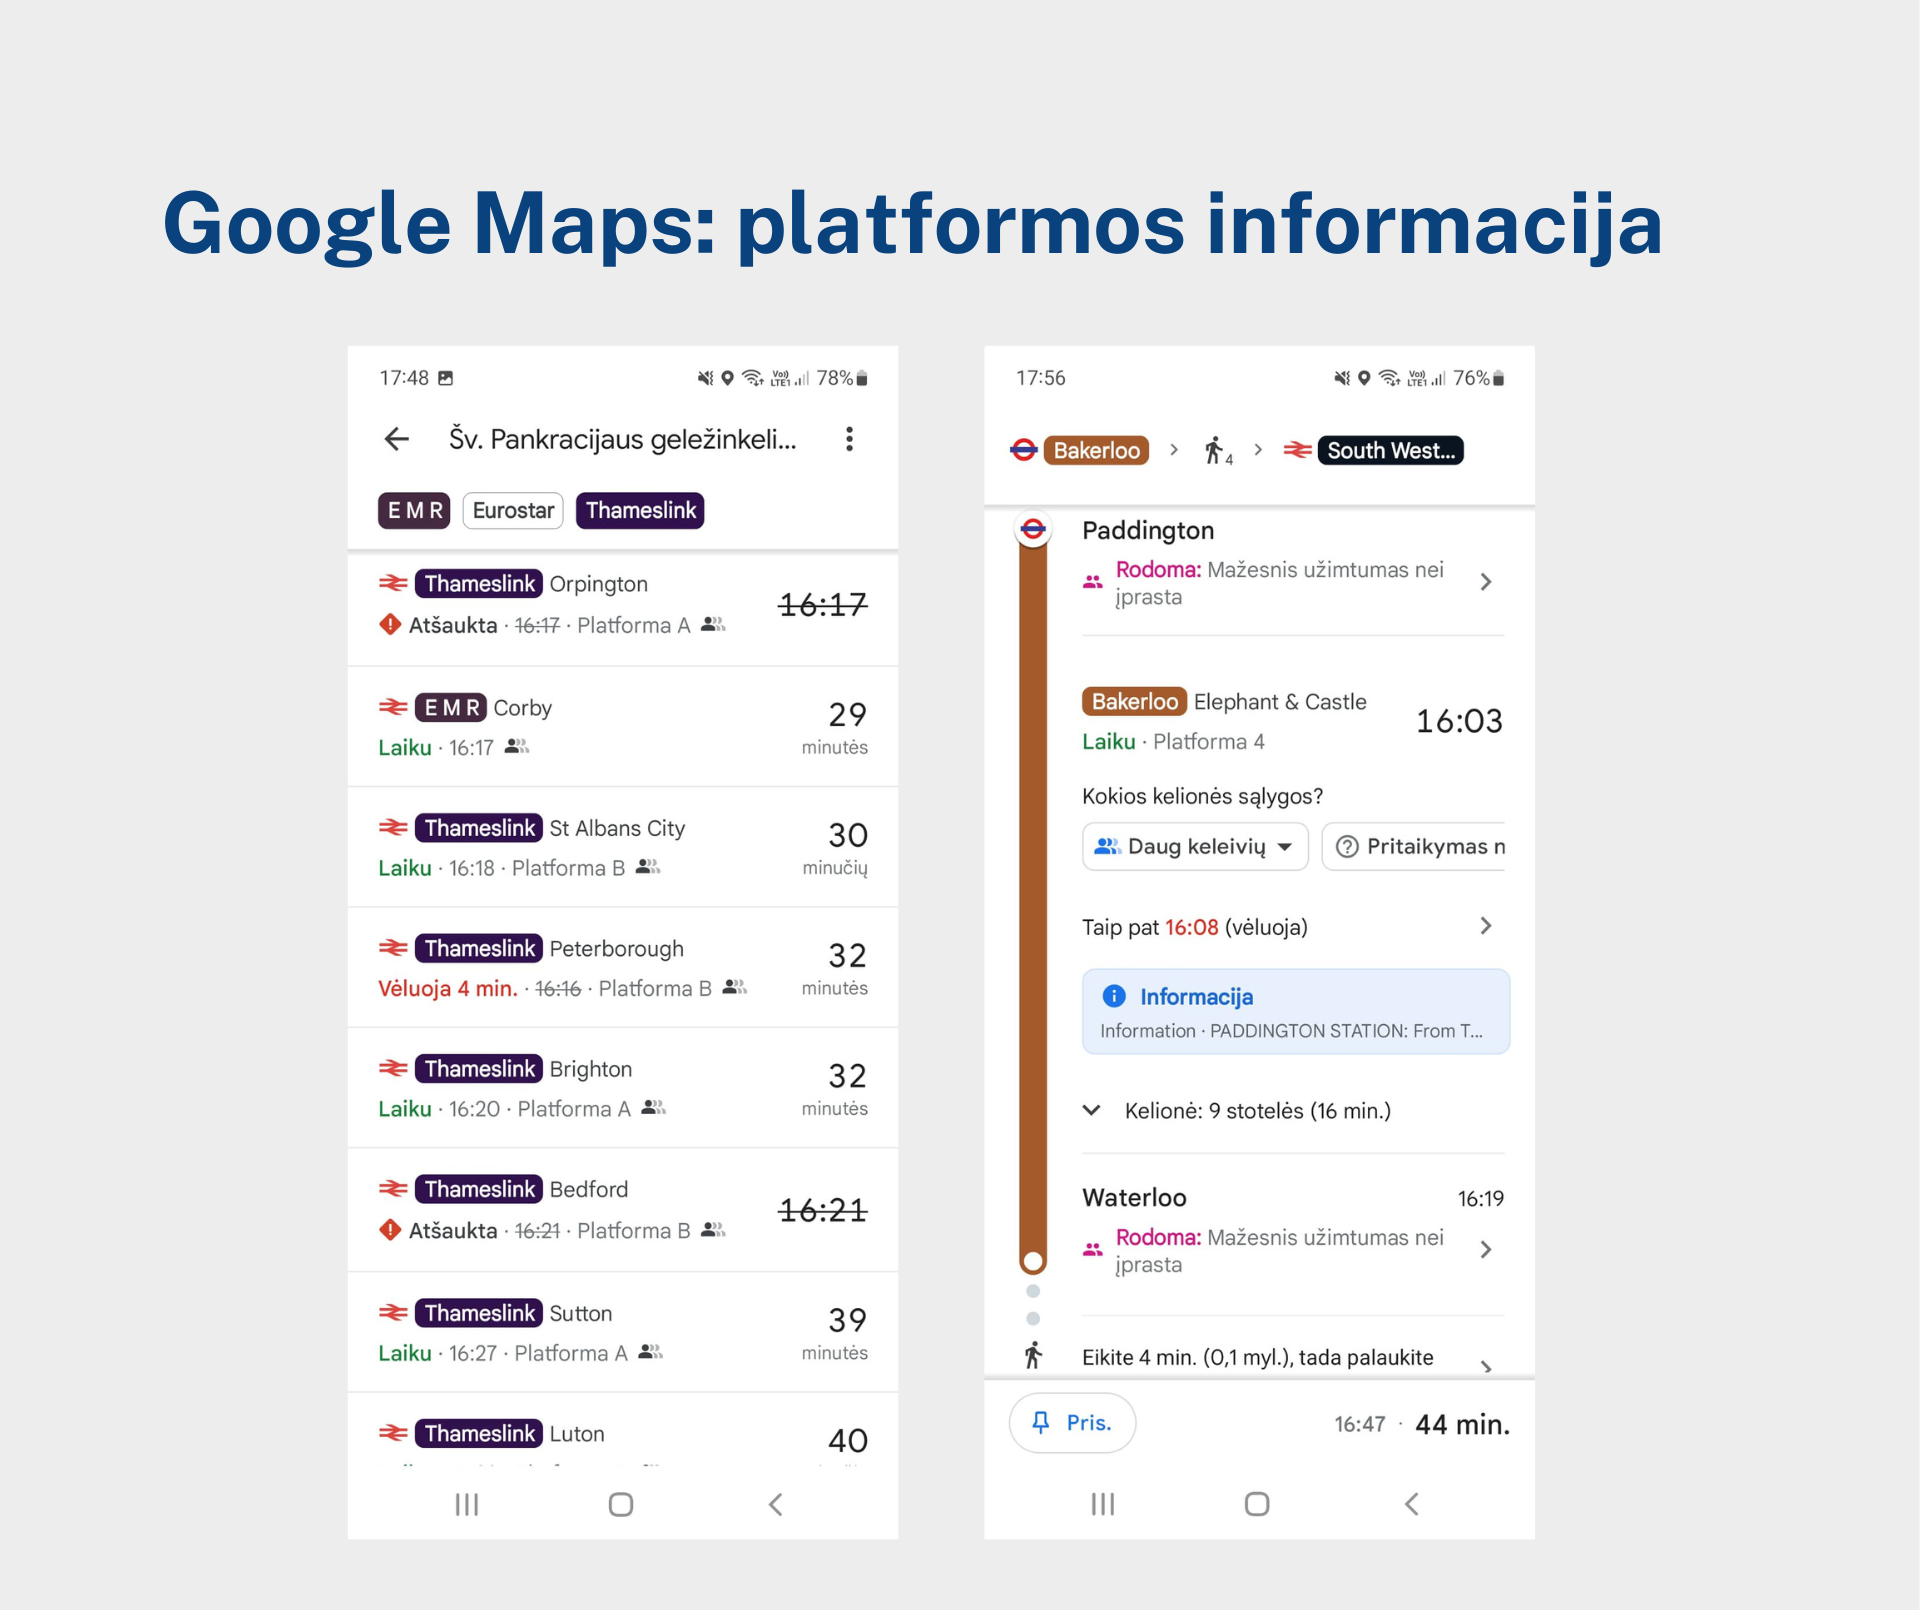 Google Maps: platformos informacija
17:48
78%
Šv. Pankracijaus geležinkeli...
EMR Eurostar Thameslink
Thameslink Orpington
16:17
Atšaukta · 16:17 · Platforma A
EMR Corby
29
Laiku · 16:17
minutės
Thameslink St Albans City
30
Laiku · 16:18 · Platforma B
minučių
Thameslink Peterborough
32
Vėluoja 4 min. · 16:16 · Platforma B
minutės
Thameslink Brighton
32
Laiku · 16:20 · Platforma A
minutės
Thameslink Bedford
16:21
Atšaukta · 16:21 · Platforma B
Thameslink Sutton
39
Laiku · 16:27 · Platforma A
minutės
Thameslink Luton
40
17:56
76%
Bakerloo > 4 > South West...
Paddington
Rodoma: Mažesnis užimtumas nei
įprasta
Bakerloo Elephant & Castle
16:03
Laiku · Platforma 4
Kokios kelionės sąlygos?
Daug keleivių
Pritaikymas n
Taip pat 16:08 (vėluoja)
Informacija
Information · PADDINGTON STATION: From T...
Kelionė: 9 stotelės (16 min.)
Waterloo 16:19
Rodoma: Mažesnis užimtumas nei
įprasta
Eikite 4 min. (0,1 myl.), tada palaukite
Pris.
16:47 · 44 min.